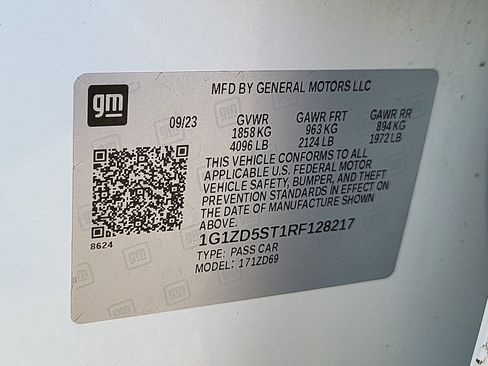 gm
MFD BY GENERAL MOTORS LLC
09/23 GVWR GAWR FRT GAWR RR
1858 KG 963 KG 894 KG
4096 LB 2124 LB 1972 LB
THIS VEHICLE CONFORMS TO ALL
APPLICABLE U.S. FEDERAL MOTOR
VEHICLE SAFETY, BUMPER, AND THEFT
PREVENTION STANDARDS IN EFFECT ON
THE DATE OF MANUFACTURE SHOWN
ABOVE.
8624
1G1ZD5ST1RF128217
TYPE: PASS CAR
MODEL: 171ZD69